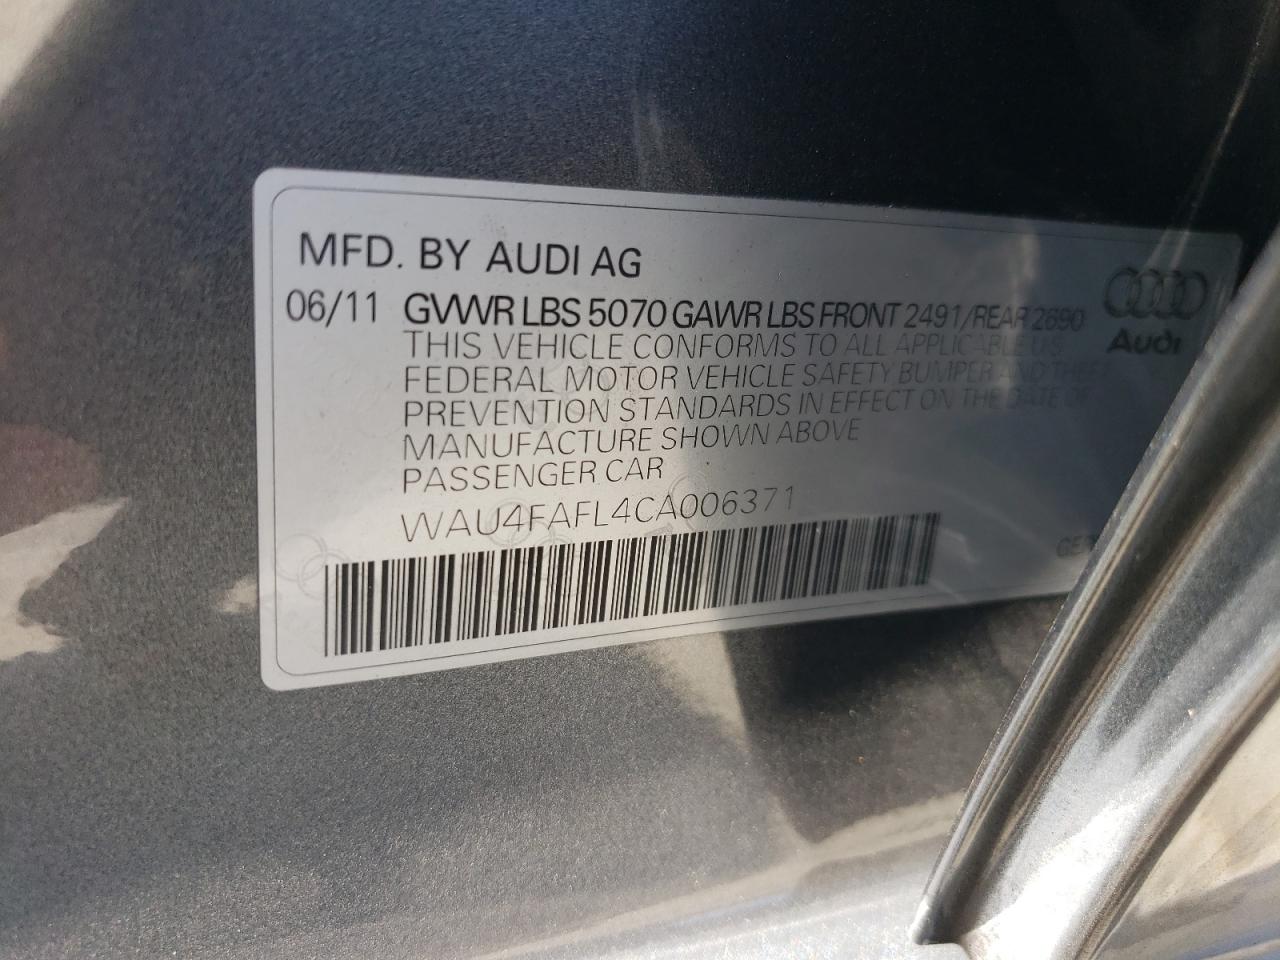 MFD. BY AUDI AG
06/11 GVWR LBS 5070 GAWR LBS FRONT 2491/REAR 2690
THIS VEHICLE CONFORMS TO ALL APPLICABLE U.S.
FEDERAL MOTOR VEHICLE SAFETY BUMPER AND THEFT
PREVENTION STANDARDS IN EFFECT ON THE DATE OF
MANUFACTURE SHOWN ABOVE
PASSENGER CAR
WAU4FAFL4CA006371
Audi